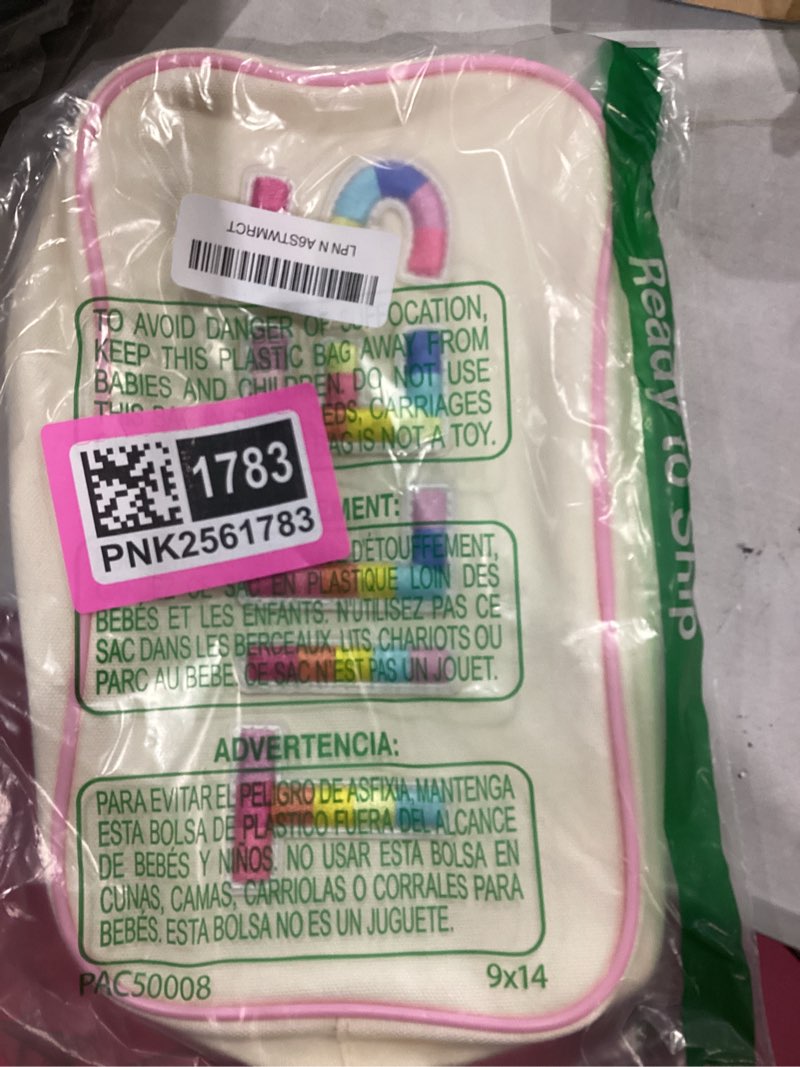 LPN N A6STWMRCT
TO AVOID DANGER OF SUFFOCATION,
KEEP THIS PLASTIC BAG AWAY FROM
BABIES AND CHILDREN. DO NOT USE
THIS CARRIAGES
IS NOT A TOY.
1783
PNK2561783
D'ÉTOUFFEMENT,
SAC EN PLASTIQUE LOIN DES
BEBÉS ET LES ENFANTS. N'UTILISEZ PAS CE
SAC DANS LES BERCEAUX, LITS, CHARIOTS OU
PARC AU BEBE. CE SAC N'EST PAS UN JOUET.
ADVERTENCIA:
PARA EVITAR EL PELIGRO DE ASFIXIA, MANTENGA
ESTA BOLSA DE PLASTICO FUERA DEL ALCANCE
DE BEBÉS Y NIÑOS. NO USAR ESTA BOLSA EN
CUNAS, CAMAS, CARRIOLAS O CORRALES PARA
BEBÉS. ESTA BOLSA NO ES UN JUGUETE.
PAC50008
9x14
Ready To Ship